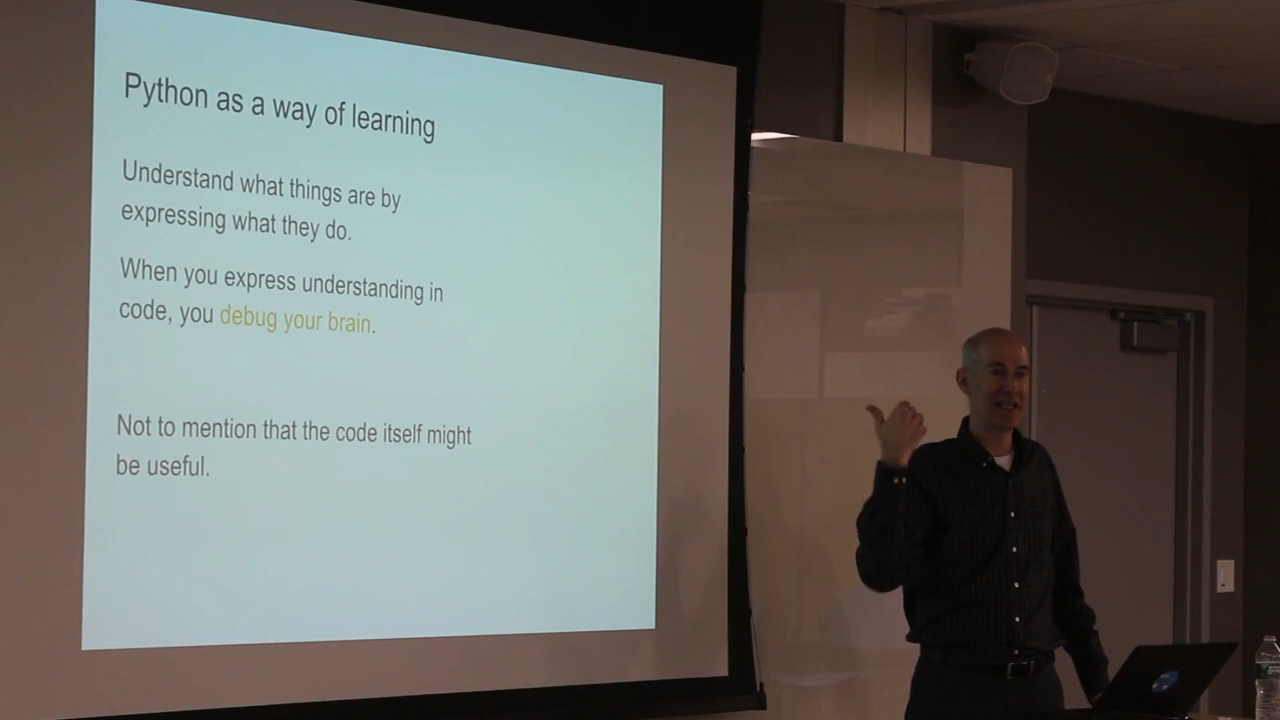 Python as a way of learning
Understand what things are by
expressing what they do.
When you express understanding in
code, you debug your brain.
Not to mention that the code itself might
be useful.